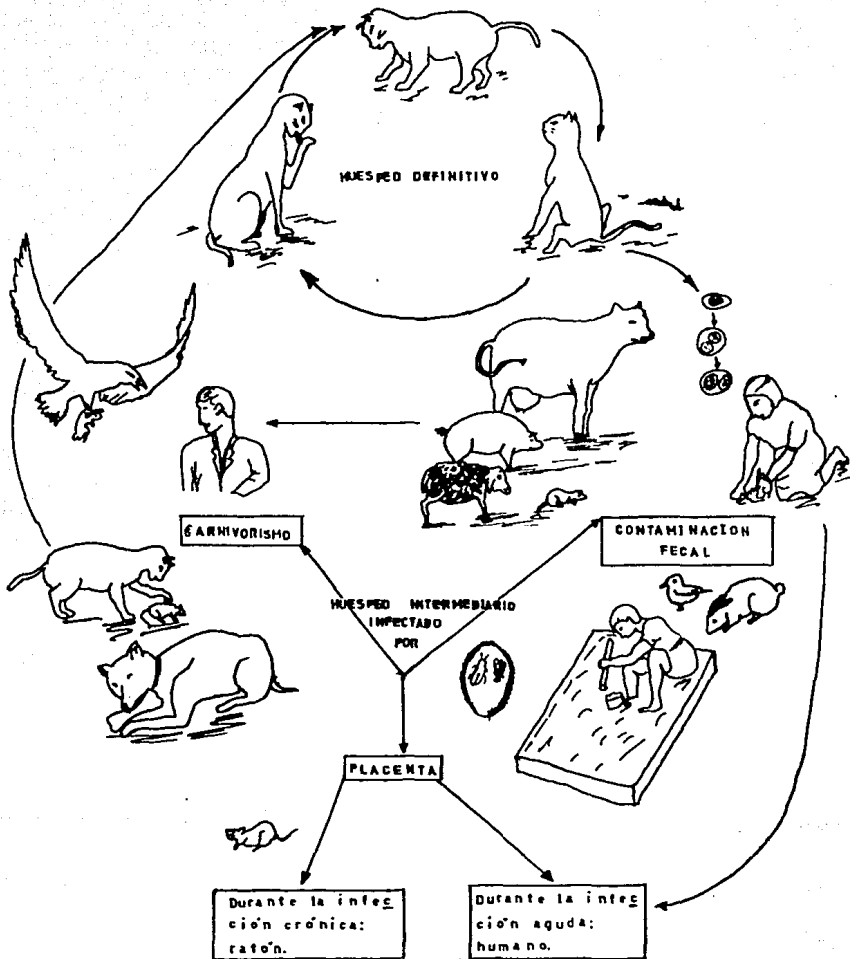 HUESPED DEFINITIVO
CARNIVORISMO
CONTAMINACION
FECAL
HUESPED INTERMEDIARIO
INFECTADO
POR
PLACENTA
Durante la infec
ción crónica:
ratón.
Durante la infec
ción aguda:
humano.